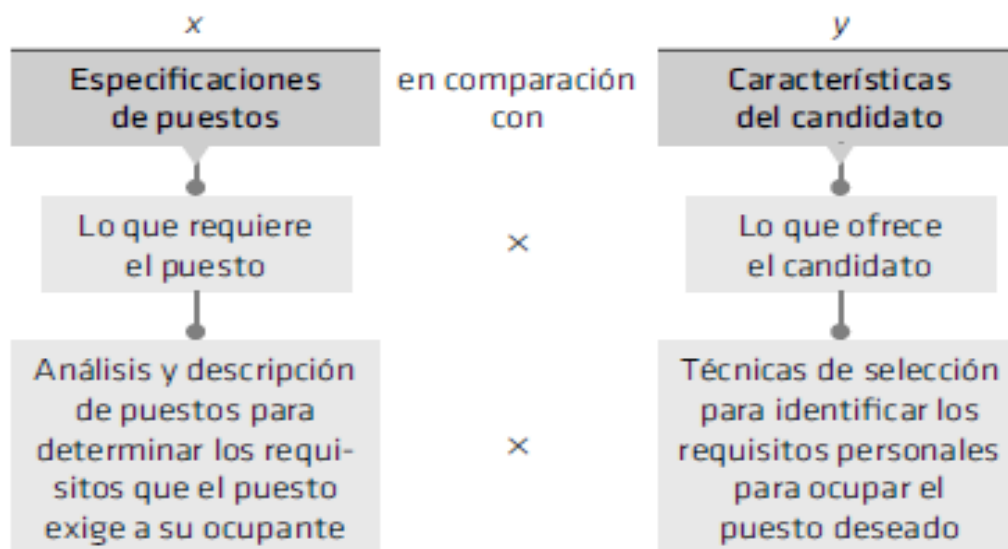 x
y
Especificaciones
de puestos
en comparación
con
Características
del candidato
Lo que requiere
el puesto
×
Lo que ofrece
el candidato
Análisis y descripción
de puestos para
determinar los requi-
sitos que el puesto
exige a su ocupante
×
Técnicas de selección
para identificar los
requisitos personales
para ocupar el
puesto deseado